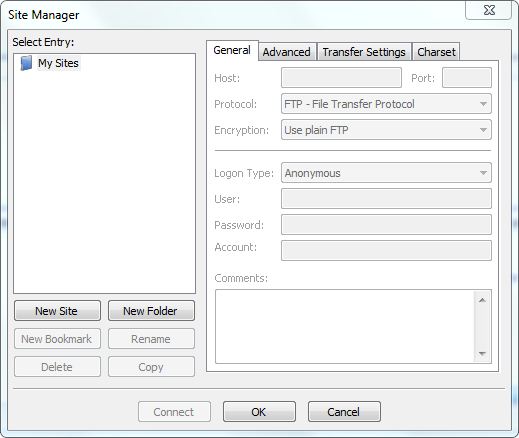 Site Manager
Select Entry:
My Sites
New Site
New Folder
New Bookmark
Rename
Delete
Copy
General
Advanced
Transfer Settings
Charset
Host:
Port:
Protocol:
FTP - File Transfer Protocol
Encryption:
Use plain FTP
Logon Type:
Anonymous
User:
Password:
Account:
Comments:
Connect
OK
Cancel